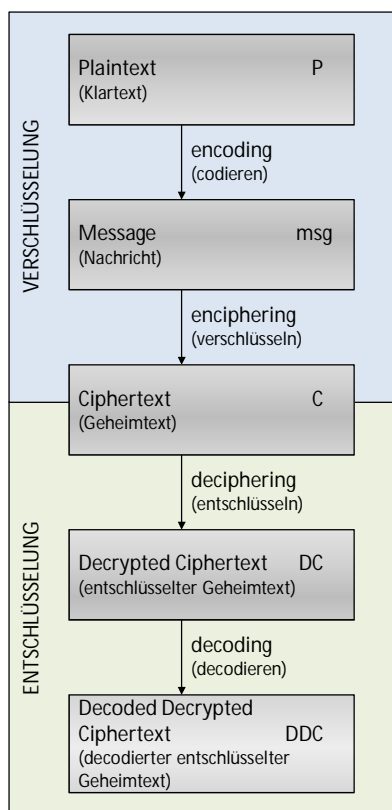 VERSCHLÜSSELUNG
Plaintext P
(Klartext)
encoding
(codieren)
Message msg
(Nachricht)
enciphering
(verschlüsseln)
Ciphertext C
(Geheimtext)
ENTSCHLÜSSELUNG
deciphering
(entschlüsseln)
Decrypted Ciphertext DC
(entschlüsselter Geheimtext)
decoding
(decodieren)
Decoded Decrypted
Ciphertext DDC
(decodierter entschlüsselter
Geheimtext)